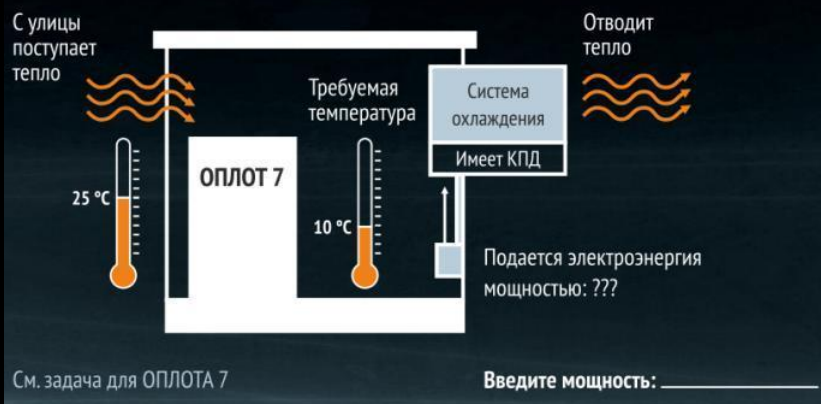 С улицы
поступает
тепло
Отводит
тепло
Требуемая
температура
Система
охлаждения
Имеет КПД
ОПЛОТ 7
25 °C
10 °C
Подается электроэнергия
мощностью: ???
См. задача для ОПЛОТА 7
Введите мощность: ______________